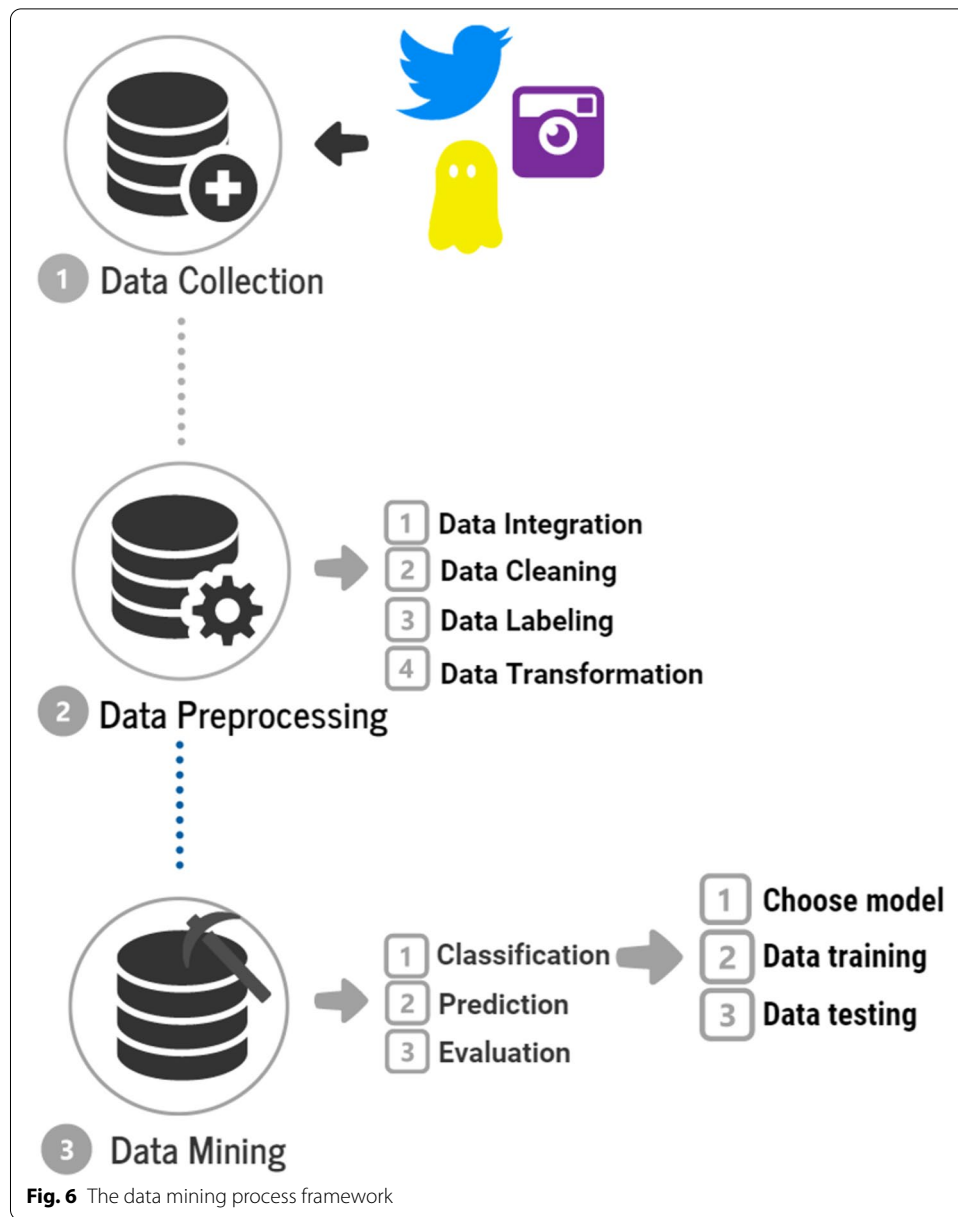 1 Data Collection
1 Data Integration
2 Data Cleaning
3 Data Labeling
4 Data Transformation
2 Data Preprocessing
1 Classification
2 Prediction
3 Evaluation
1 Choose model
2 Data training
3 Data testing
3 Data Mining
Fig. 6 The data mining process framework